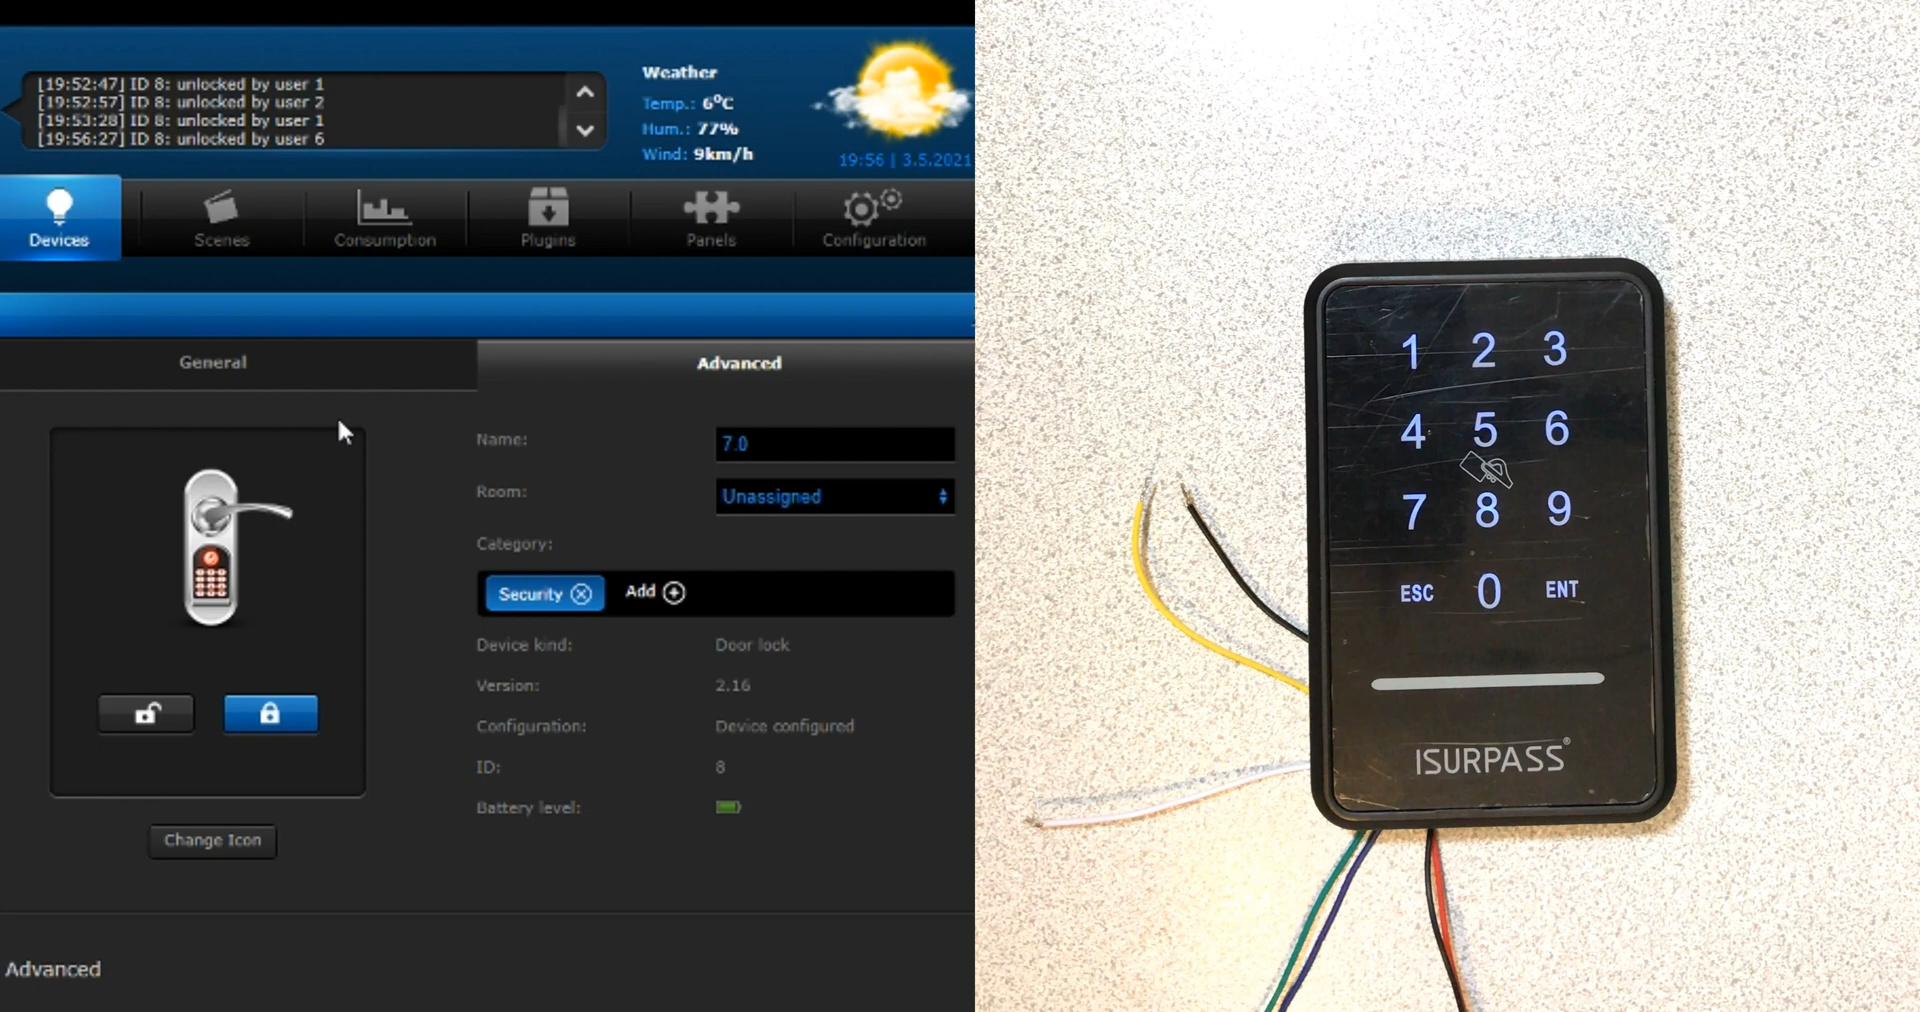 [19:52:47] ID 8: unlocked by user 1
[19:52:57] ID 8: unlocked by user 2
[19:53:28] ID 8: unlocked by user 1
[19:56:27] ID 8: unlocked by user 6
Weather
Temp.: 6°C
Hum.: 77%
Wind: 9km/h
19:56 | 3.5.2021
Devices
Scenes
Consumption
Plugins
Panels
Configuration
General
Advanced
Name: 7.0
Room: Unassigned
Category:
Security
Add
Device kind: Door lock
Version: 2.16
Configuration: Device configured
ID: 8
Battery level:
Change Icon
Advanced
1 2 3
4 5 6
7 8 9
ESC 0 ENT
ISURPASS®